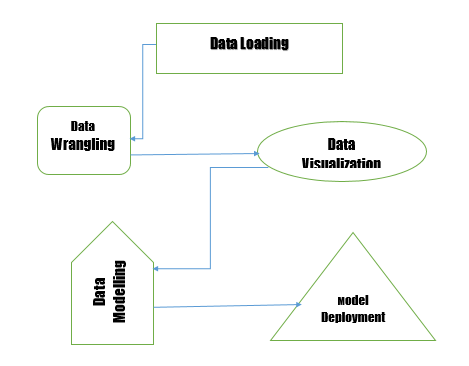 Data Loading
Data
Wrangling
Data
Visualization
Data
Modelling
Model
Deployment